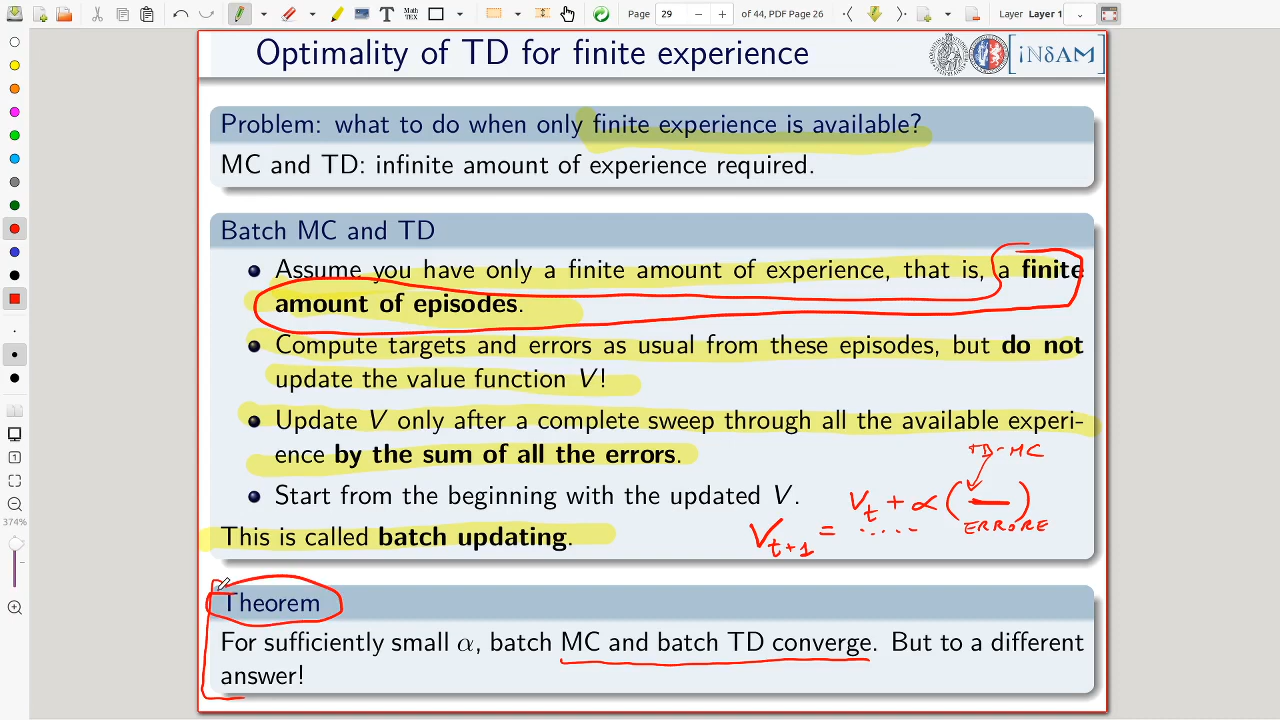 Page 29 of 44, PDF Page 26 Layer Layer 1
T Math TEX
374%
Optimality of TD for finite experience
iNδAM
Problem: what to do when only finite experience is available?
MC and TD: infinite amount of experience required.
Batch MC and TD
Assume you have only a finite amount of experience, that is, a finite
amount of episodes.
Compute targets and errors as usual from these episodes, but do not
update the value function V!
Update V only after a complete sweep through all the available experi-
ence by the sum of all the errors.
TD-MC
Start from the beginning with the updated V.
V_t + α ( — )
ERRORE
V_{t+1} = .....
This is called batch updating.
Theorem
For sufficiently small α, batch MC and batch TD converge. But to a different
answer!